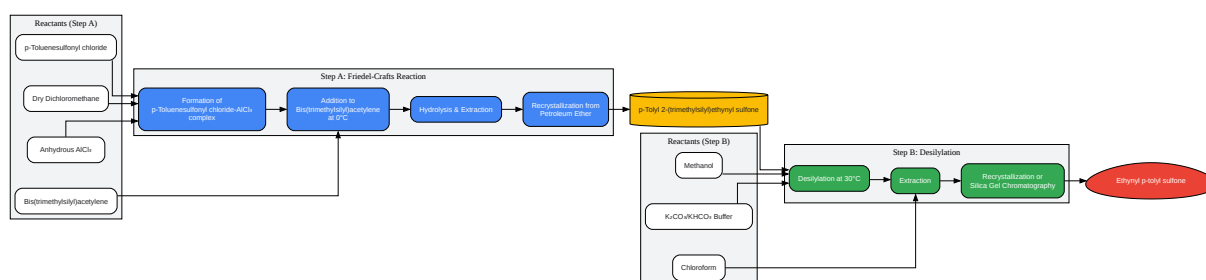 Reactants (Step A)
p-Toluenesulfonyl chloride
Dry Dichloromethane
Anhydrous AlCl₃
Bis(trimethylsilyl)acetylene
Step A: Friedel-Crafts Reaction
Formation of
p-Toluenesulfonyl chloride-AlCl₃
complex
Addition to
Bis(trimethylsilyl)acetylene
at 0°C
Hydrolysis & Extraction
Recrystallization from
Petroleum Ether
p-Tolyl 2-(trimethylsilyl)ethynyl sulfone
Reactants (Step B)
Methanol
K₂CO₃/KHCO₃ Buffer
Chloroform
Step B: Desilylation
Desilylation at 30°C
Extraction
Recrystallization or
Silica Gel Chromatography
Ethynyl p-tolyl sulfone